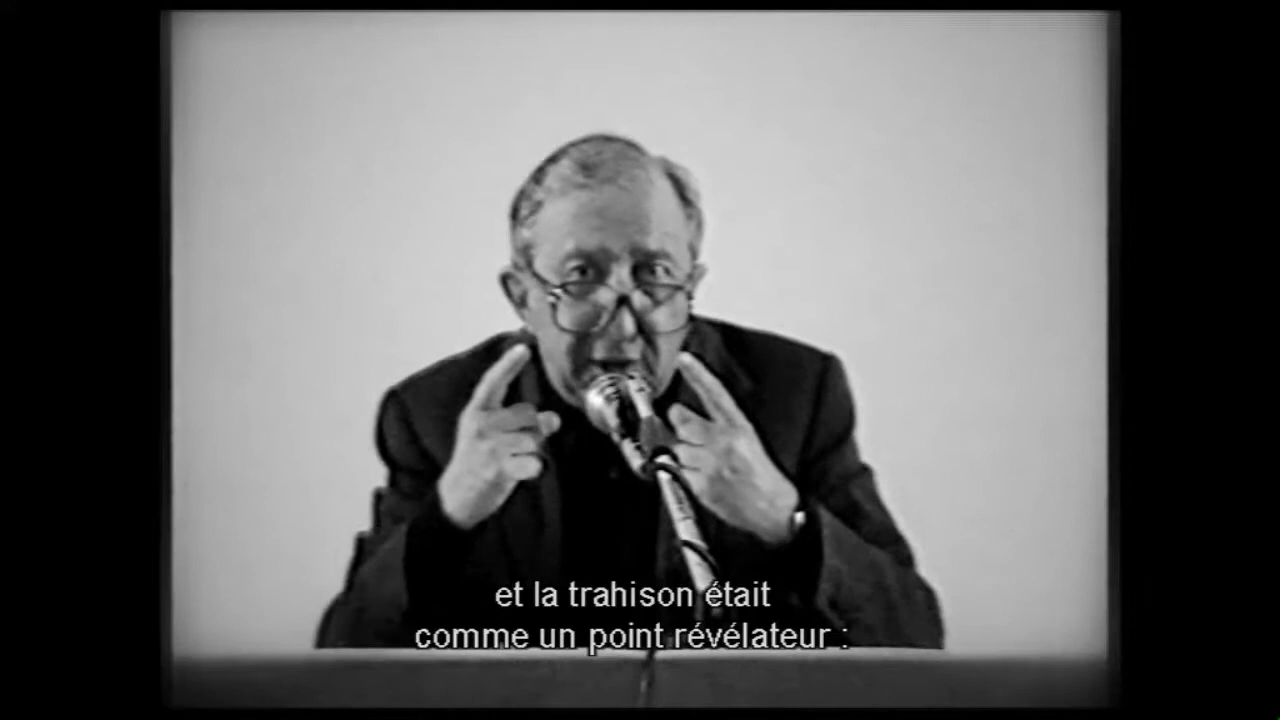 et la trahison était
comme un point révélateur :